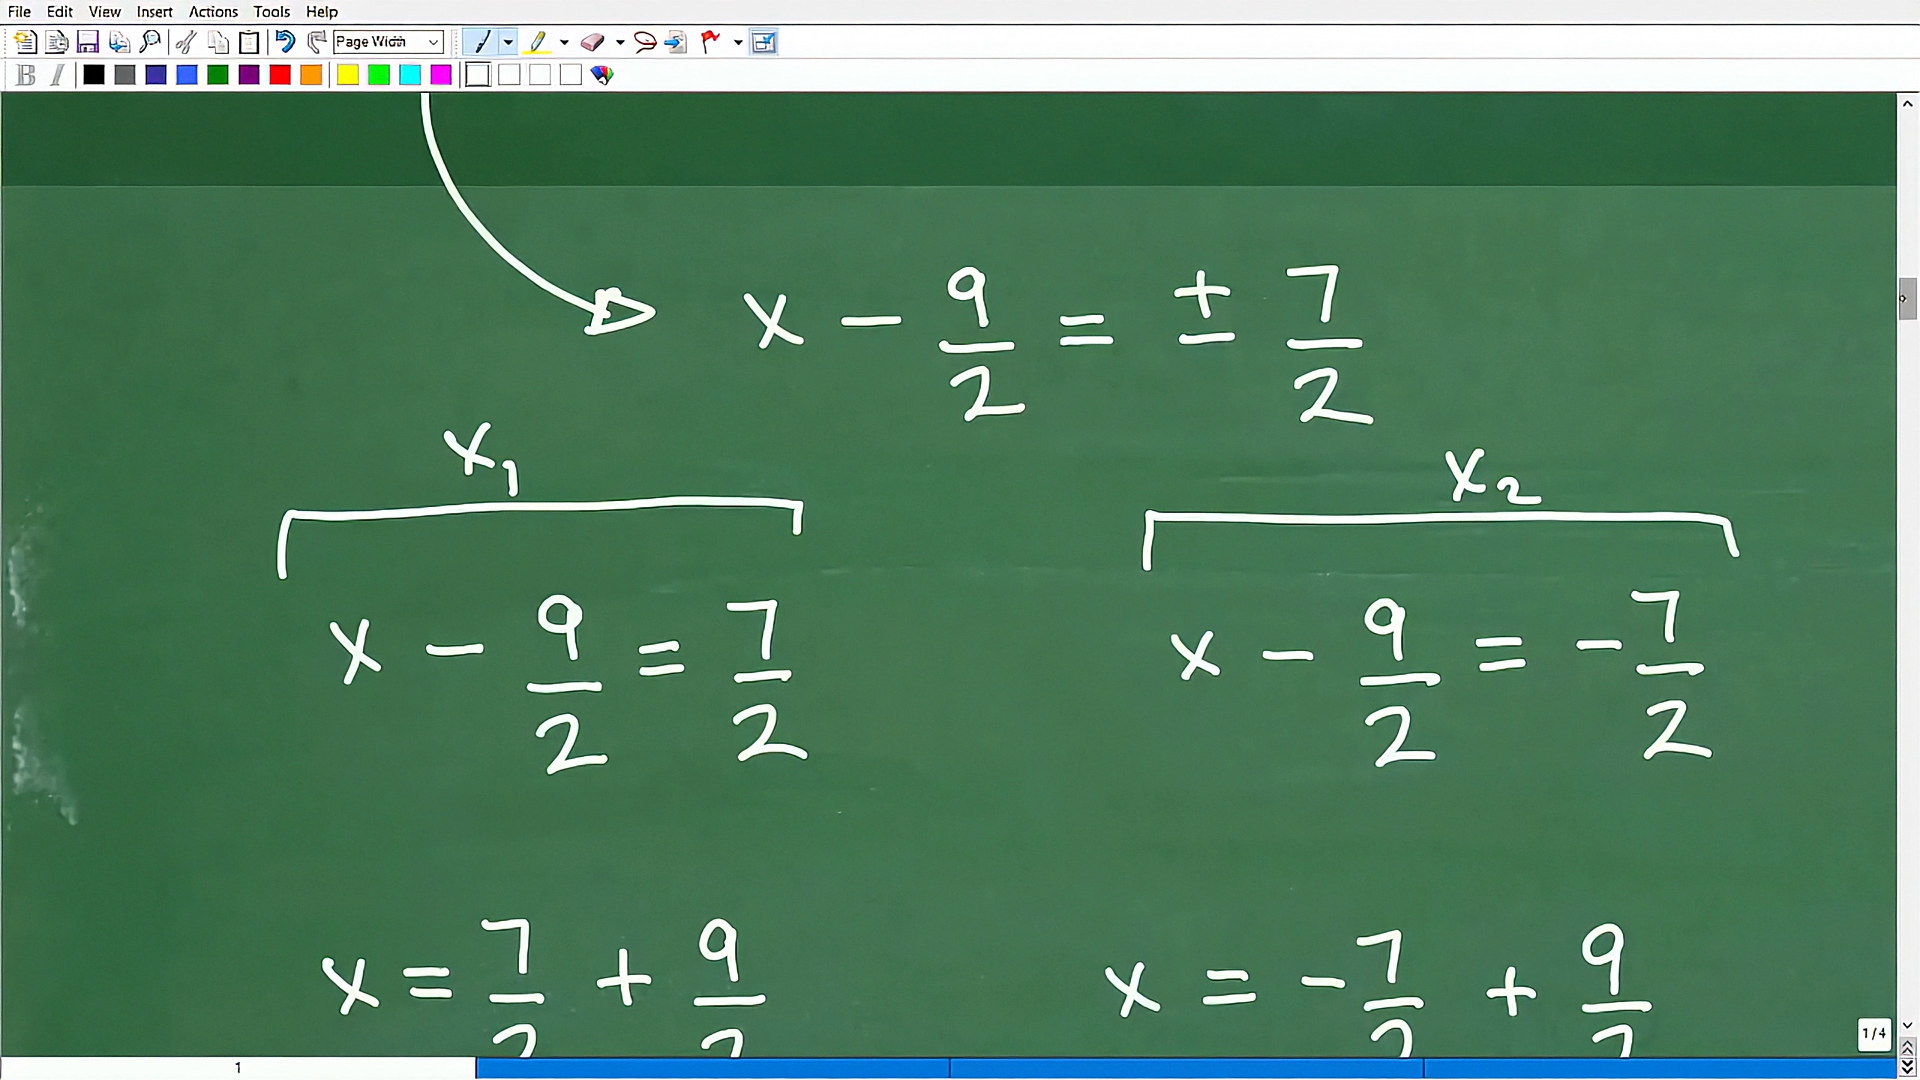 File Edit View Insert Actions Tools Help
Page Width
B I
x - 9/2 = ± 7/2
x₁
x₂
x - 9/2 = 7/2
x - 9/2 = -7/2
x = 7/2 + 9/2
x = -7/2 + 9/2
1/4
1